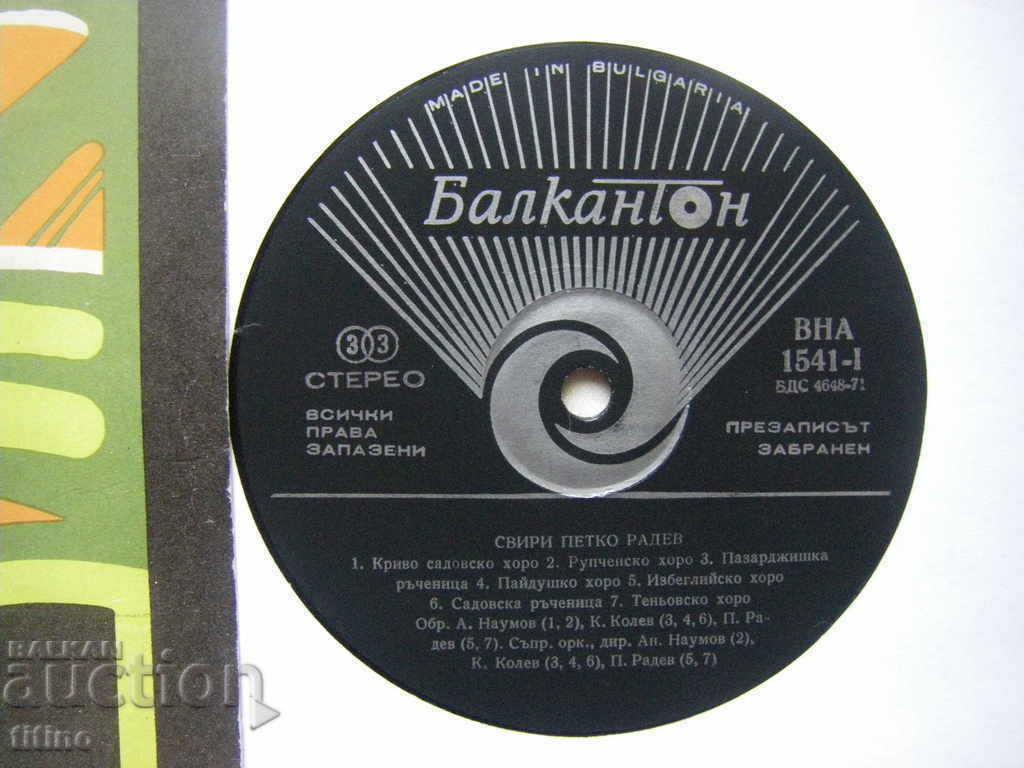 MADE IN BULGARIA
Балкантон
33
СТЕРЕО
ВСИЧКИ
ПРАВА
ЗАПАЗЕНИ
ВНА
1541-I
БДС 4648-71
ПРЕЗАПИСЪТ
ЗАБРАНЕН
СВИРИ ПЕТКО РАДЕВ
1. Криво садовско хоро 2. Рупченско хоро 3. Пазарджишка
ръченица 4. Пайдушко хоро 5. Избеглийско хоро
6. Садовска ръченица 7. Теньовско хоро
Обр. А. Наумов (1, 2), К. Колев (3, 4, 6), П. Ра-
дев (5, 7). Съпр. орк., дир. Ан. Наумов (2),
К. Колев (3, 4, 6), П. Радев (5, 7)
BALKAN
auction
titino